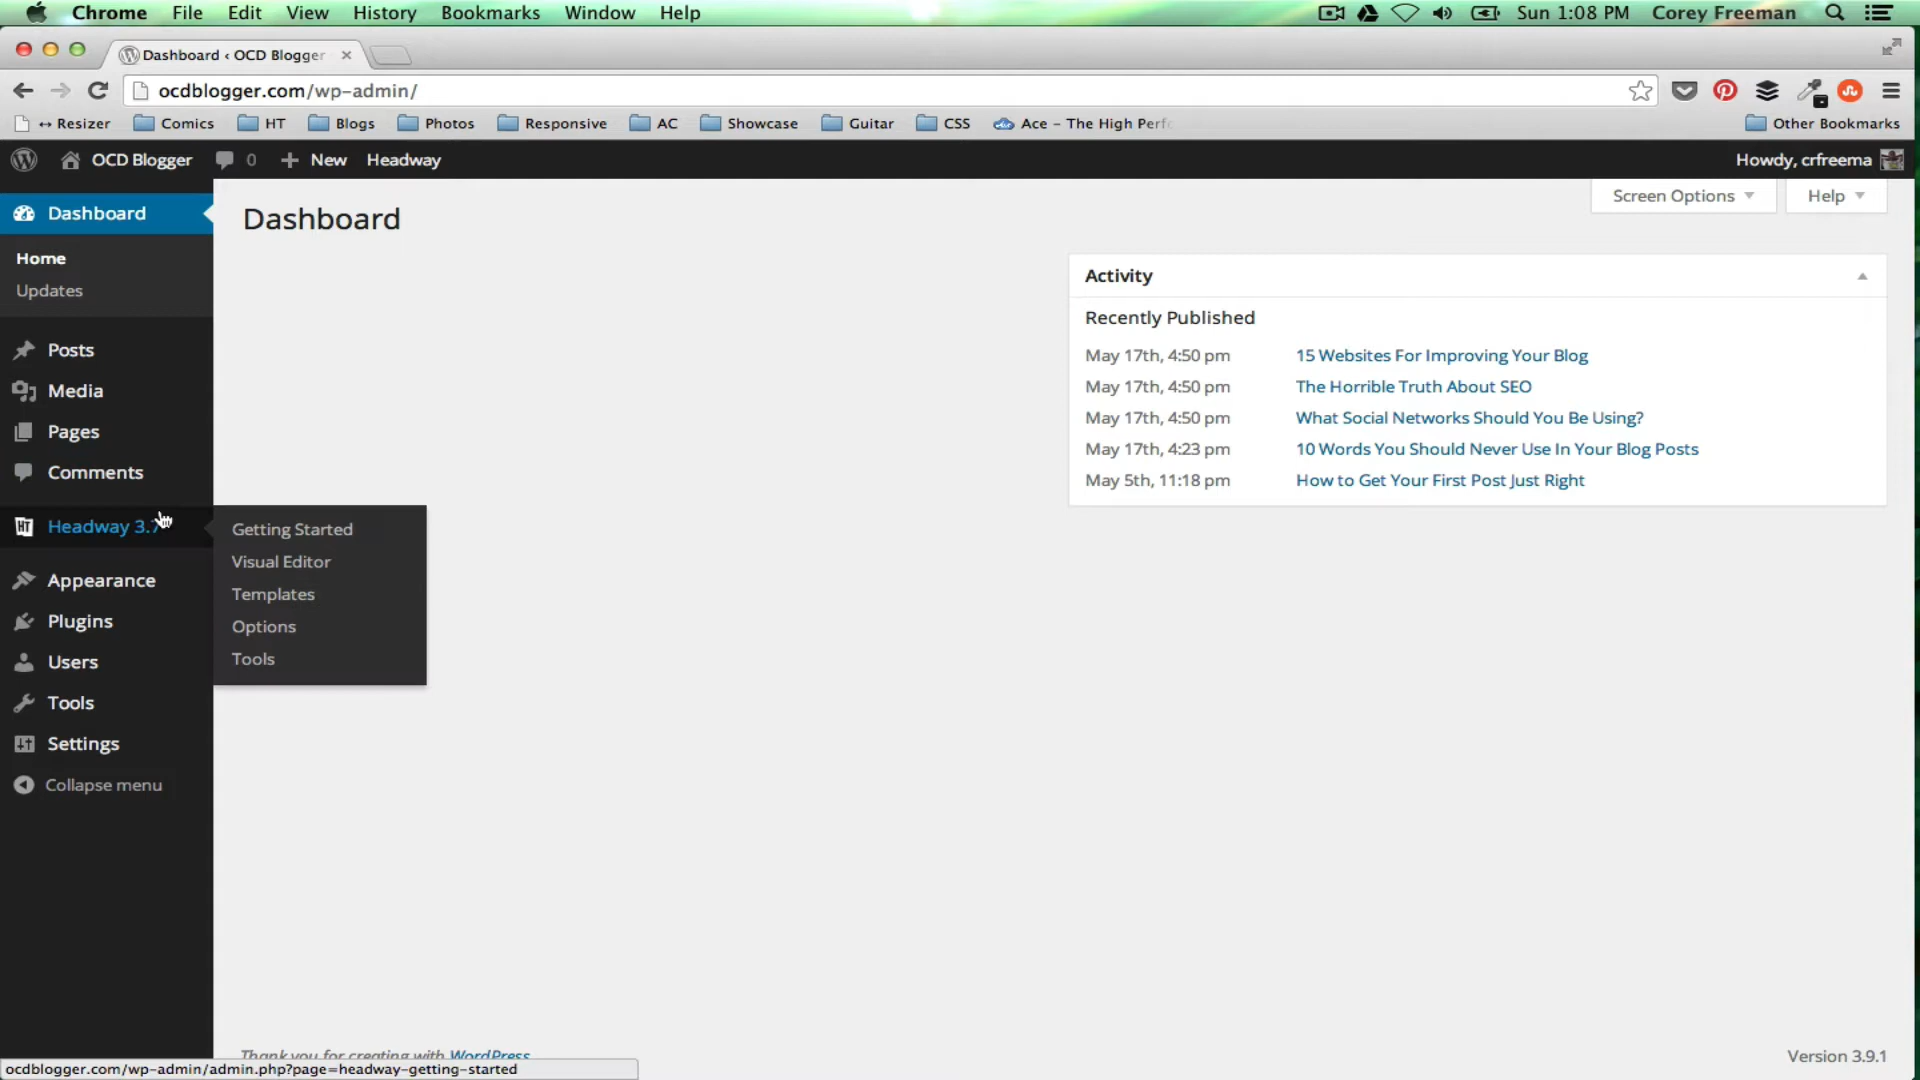 Chrome File Edit View History Bookmarks Window Help Sun 1:08 PM Corey Freeman
Dashboard ‹ OCD Blogger
ocdblogger.com/wp-admin/
↔ Resizer Comics HT Blogs Photos Responsive AC Showcase Guitar CSS Ace – The High Perf Other Bookmarks
OCD Blogger 0 New Headway Howdy, crfreema
Dashboard
Home
Updates
Posts
Media
Pages
Comments
Headway 3.7
Appearance
Plugins
Users
Tools
Settings
Collapse menu
Getting Started
Visual Editor
Templates
Options
Tools
Dashboard
Screen Options Help
Activity
Recently Published
May 17th, 4:50 pm 15 Websites For Improving Your Blog
May 17th, 4:50 pm The Horrible Truth About SEO
May 17th, 4:50 pm What Social Networks Should You Be Using?
May 17th, 4:23 pm 10 Words You Should Never Use In Your Blog Posts
May 5th, 11:18 pm How to Get Your First Post Just Right
Thank you for creating with WordPress
Version 3.9.1
ocdblogger.com/wp-admin/admin.php?page=headway-getting-started